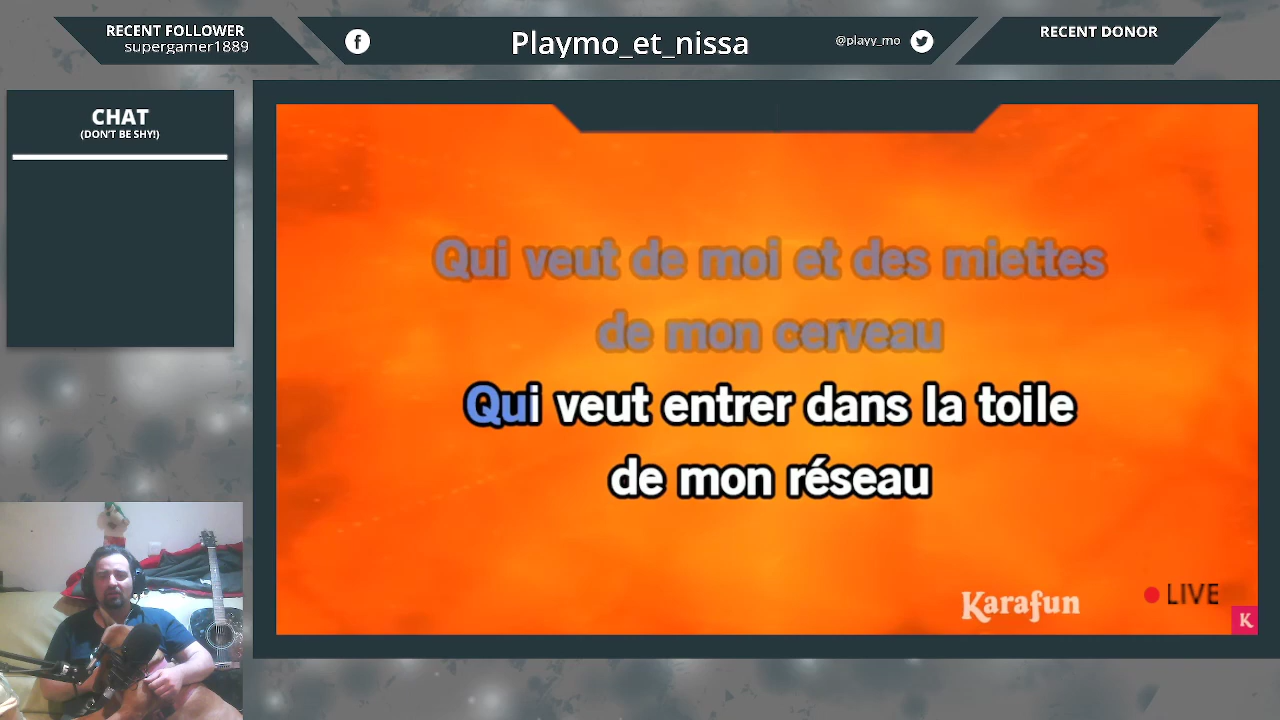 RECENT FOLLOWER
supergamer1889
Playmo_et_nissa
@playy_mo
RECENT DONOR
CHAT
(DON'T BE SHY!)
Qui veut de moi et des miettes
de mon cerveau
Qui veut entrer dans la toile
de mon réseau
Karafun
LIVE
K